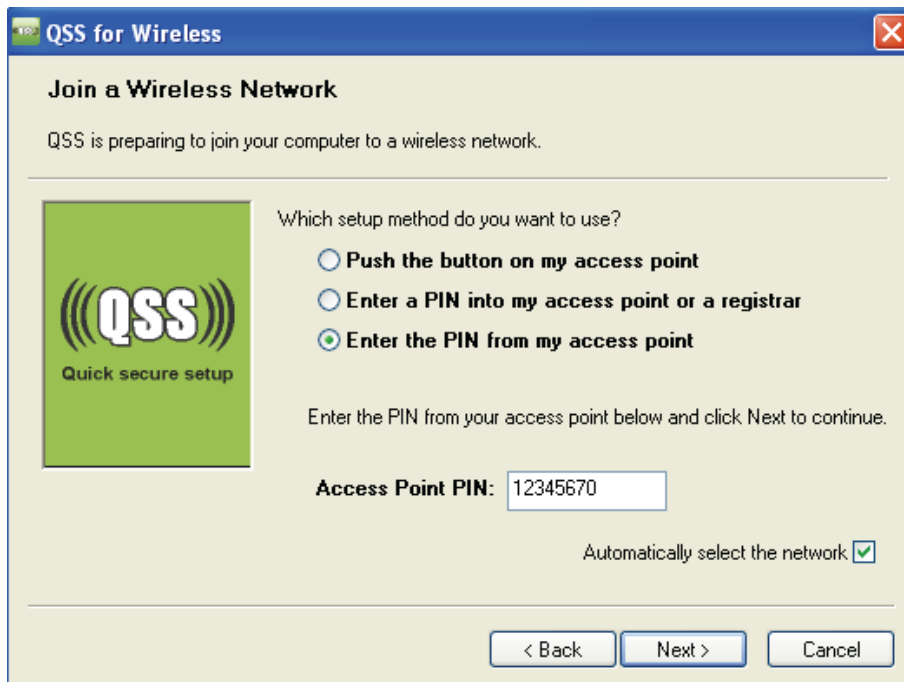 QSS for Wireless
Join a Wireless Network
QSS is preparing to join your computer to a wireless network.
Which setup method do you want to use?
Push the button on my access point
Enter a PIN into my access point or a registrar
Enter the PIN from my access point
(((QSS)))
Quick secure setup
Enter the PIN from your access point below and click Next to continue.
Access Point PIN: 12345670
Automatically select the network
< Back
Next >
Cancel